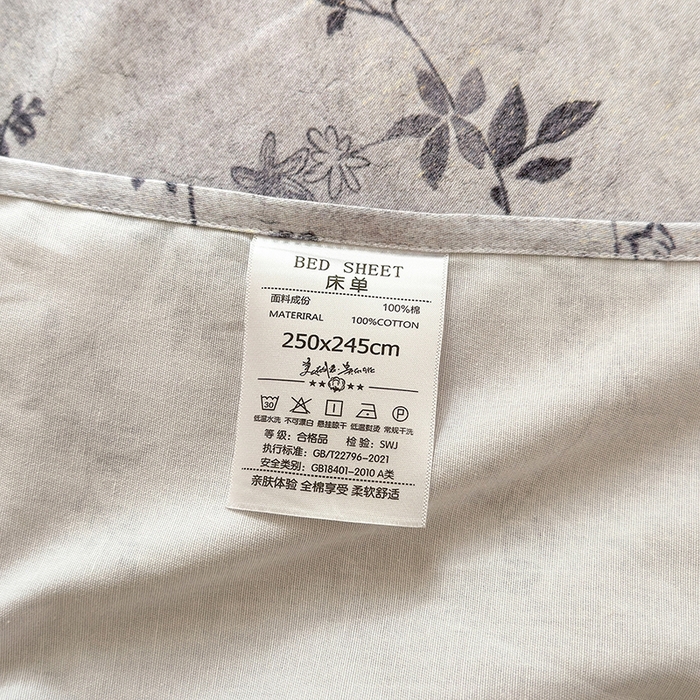 BED SHEET
床单
面料成份 100%棉
MATERIRAL 100%COTTON
250x245cm
30 P
低温水洗 不可漂白 悬挂晾干 低温熨烫 常规干洗
等 级：合格品 检 验：SWJ
执行标准：GB/T22796-2021
安全类别：GB18401-2010 A类
亲肤体验 全棉享受 柔软舒适